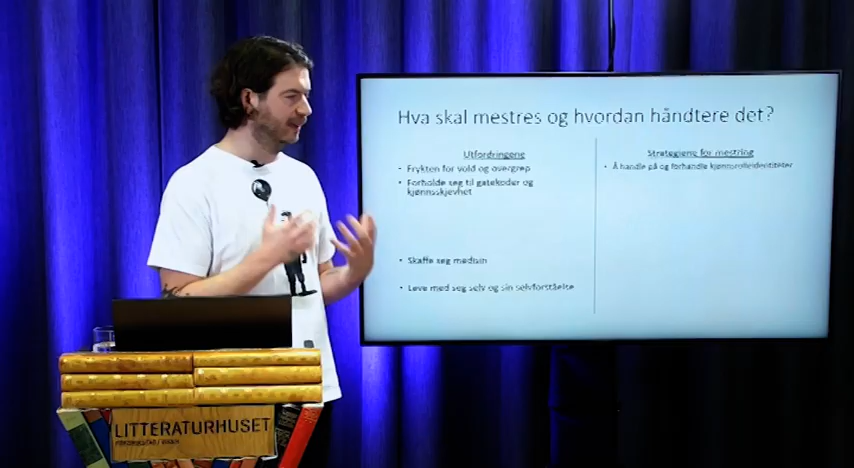 Hva skal mestres og hvordan håndtere det?
Utfordringene
• Frykten for vold og overgrep
• Forholde seg til gatekoder og
kjønnsskjevhet
• Skaffe seg medisin
• Leve med seg selv og sin selvforståelse
Strategiene for mestring
• Å handle på og forhandle kjønnsrolleidentiteter
LITTERATURHUSET